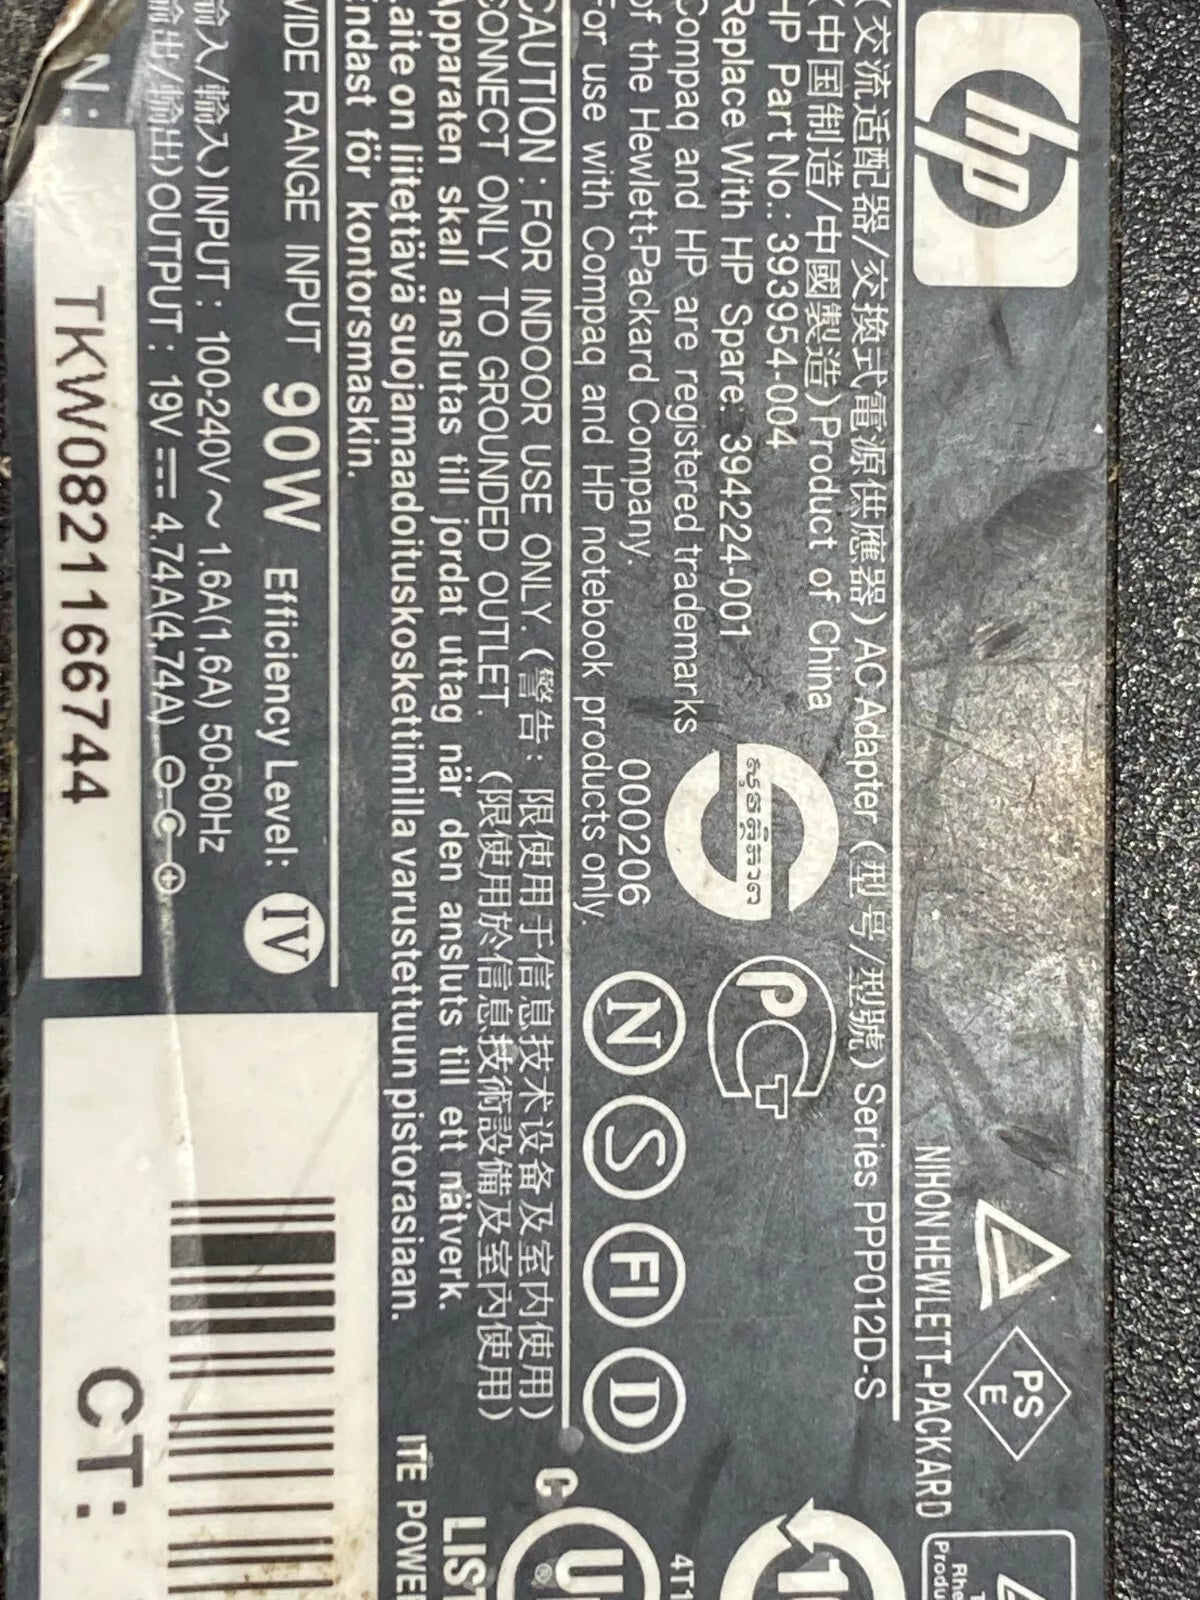 hp
NIHON HEWLETT-PACKARD
PS
E
(交流适配器/交換式電源供應器) AC Adapter (型号/型號) Series PPP012D-S
(中国制造/中國製造) Product of China
HP Part No.: 393954-004
Replace With HP Spare: 394224-001
Compaq and HP are registered trademarks
of the Hewlett-Packard Company.
For use with Compaq and HP notebook products only.
000206
N S FI D
CAUTION : FOR INDOOR USE ONLY. (警告: 限使用于信息技术设备及室内使用)
CONNECT ONLY TO GROUNDED OUTLET. (限使用於信息技術設備及室內使用)
Apparaten skall anslutas till jordat uttag när den ansluts till ett nätverk.
Laite on liitettävä suojamaadoituskoskettimilla varustettuun pistorasiaan.
Endast för kontorsmaskin.
WIDE RANGE INPUT 90W Efficiency Level: IV
輸入/输入) INPUT : 100-240V~ 1.6A(1,6A) 50-60Hz
OUTPUT : 19V⎓ 4.74A(4,74A) ⊖-C-⊕
N :
TKW0821166744
CT:
4T1
c
ITE POWE